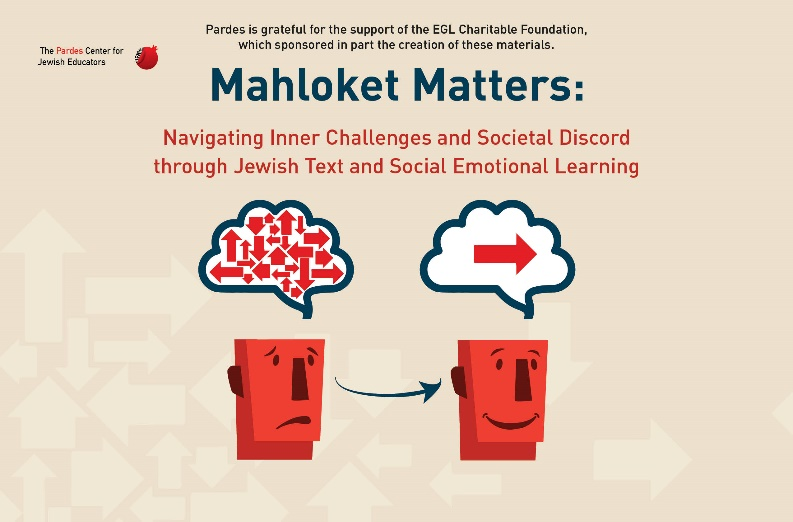 Pardes is grateful for the support of the EGL Charitable Foundation,
which sponsored in part the creation of these materials.
The Pardes Center for
Jewish Educators
Mahloket Matters:
Navigating Inner Challenges and Societal Discord
through Jewish Text and Social Emotional Learning